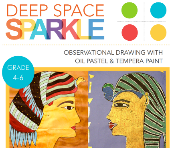 DEEP SPACE
SPARKLE
OBSERVATIONAL DRAWING WITH
OIL PASTEL & TEMPERA PAINT
GRADE
4-6